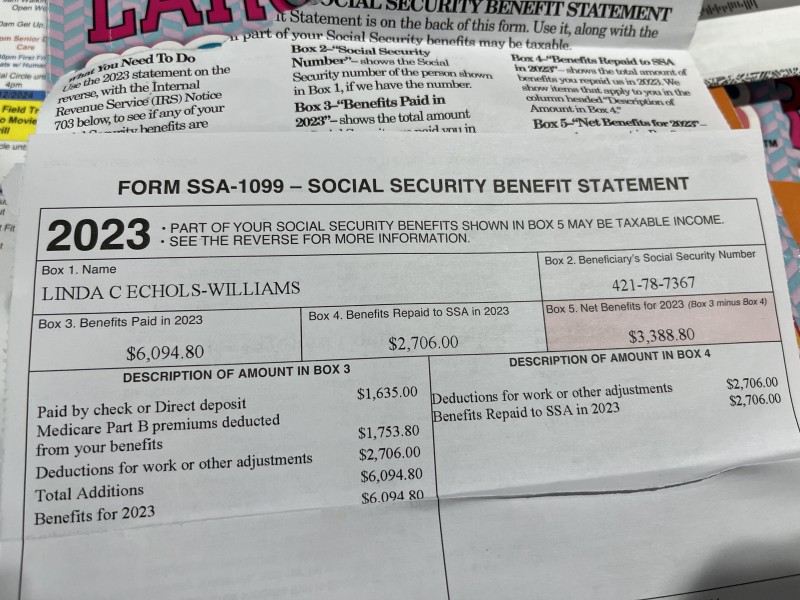 SOCIAL SECURITY BENEFIT STATEMENT
it Statement is on the back of this form. Use it, along with the
part of your Social Security benefits may be taxable.
What You Need To Do
Use the 2023 statement on the
reverse, with the Internal
Revenue Service (IRS) Notice
703 below, to see if any of your
benefits are
Box 2–"Social Security
Number"– shows the Social
Security number of the person shown
in Box 1, if we have the number.
Box 3–"Benefits Paid in
2023"– shows the total amount
Box 4–"Benefits Repaid to SSA
in 2023"– shows the total amount of
benefits you repaid us in 2023. We
show items that apply to you in the
column headed "Description of
Amount in Box 4."
Box 5–"Net Benefits for 2023"–
FORM SSA-1099 – SOCIAL SECURITY BENEFIT STATEMENT
2023
• PART OF YOUR SOCIAL SECURITY BENEFITS SHOWN IN BOX 5 MAY BE TAXABLE INCOME.
• SEE THE REVERSE FOR MORE INFORMATION.
Box 1. Name
LINDA C ECHOLS-WILLIAMS
Box 2. Beneficiary's Social Security Number
421-78-7367
Box 3. Benefits Paid in 2023
$6,094.80
Box 4. Benefits Repaid to SSA in 2023
$2,706.00
Box 5. Net Benefits for 2023 (Box 3 minus Box 4)
$3,388.80
DESCRIPTION OF AMOUNT IN BOX 3
Paid by check or Direct deposit $1,635.00
Medicare Part B premiums deducted
from your benefits $1,753.80
Deductions for work or other adjustments $2,706.00
Total Additions $6,094.80
Benefits for 2023 $6,094.80
DESCRIPTION OF AMOUNT IN BOX 4
Deductions for work or other adjustments $2,706.00
Benefits Repaid to SSA in 2023 $2,706.00